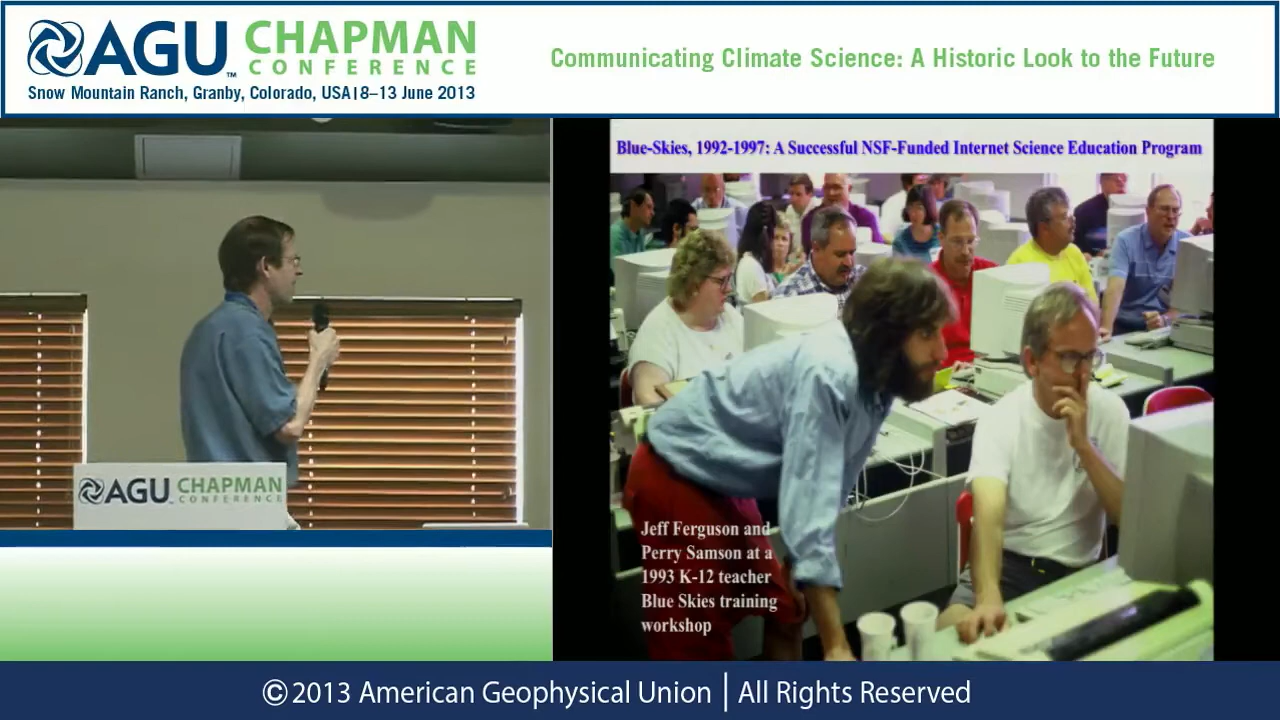 AGU CHAPMAN
CONFERENCE
™
Snow Mountain Ranch, Granby, Colorado, USA|8–13 June 2013
Communicating Climate Science: A Historic Look to the Future
Blue-Skies, 1992-1997: A Successful NSF-Funded Internet Science Education Program
AGU CHAPMAN
CONFERENCE
Jeff Ferguson and
Perry Samson at a
1993 K-12 teacher
Blue Skies training
workshop
©2013 American Geophysical Union | All Rights Reserved